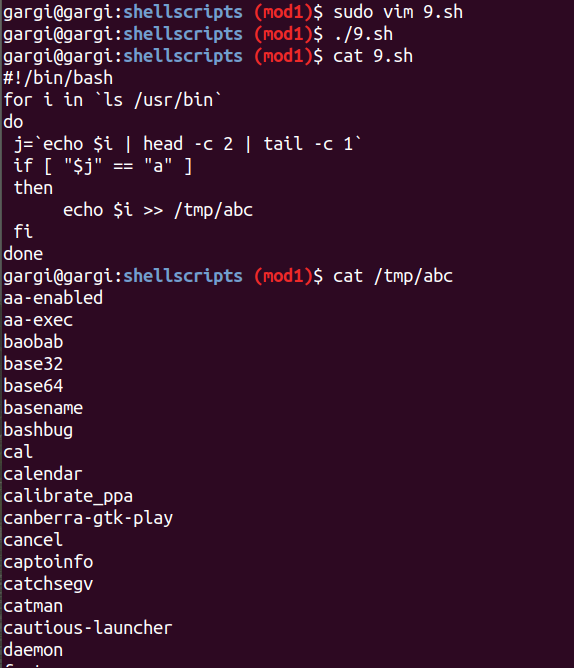 gargi@gargi:shellscripts (mod1)$ sudo vim 9.sh
gargi@gargi:shellscripts (mod1)$ ./9.sh
gargi@gargi:shellscripts (mod1)$ cat 9.sh
#!/bin/bash
for i in `ls /usr/bin`
do
 j=`echo $i | head -c 2 | tail -c 1`
 if [ "$j" == "a" ]
 then
      echo $i >> /tmp/abc
 fi
done
gargi@gargi:shellscripts (mod1)$ cat /tmp/abc
aa-enabled
aa-exec
baobab
base32
base64
basename
bashbug
cal
calendar
calibrate_ppa
canberra-gtk-play
cancel
captoinfo
catchsegv
catman
cautious-launcher
daemon